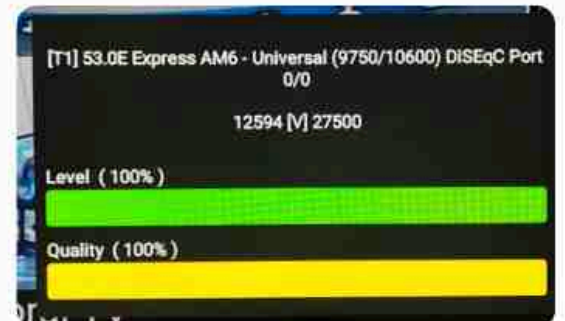 [T1] 53.0E Express AM6 - Universal (9750/10600) DISEqC Port
0/0
12594 [V] 27500
Level (100%)
Quality (100%)